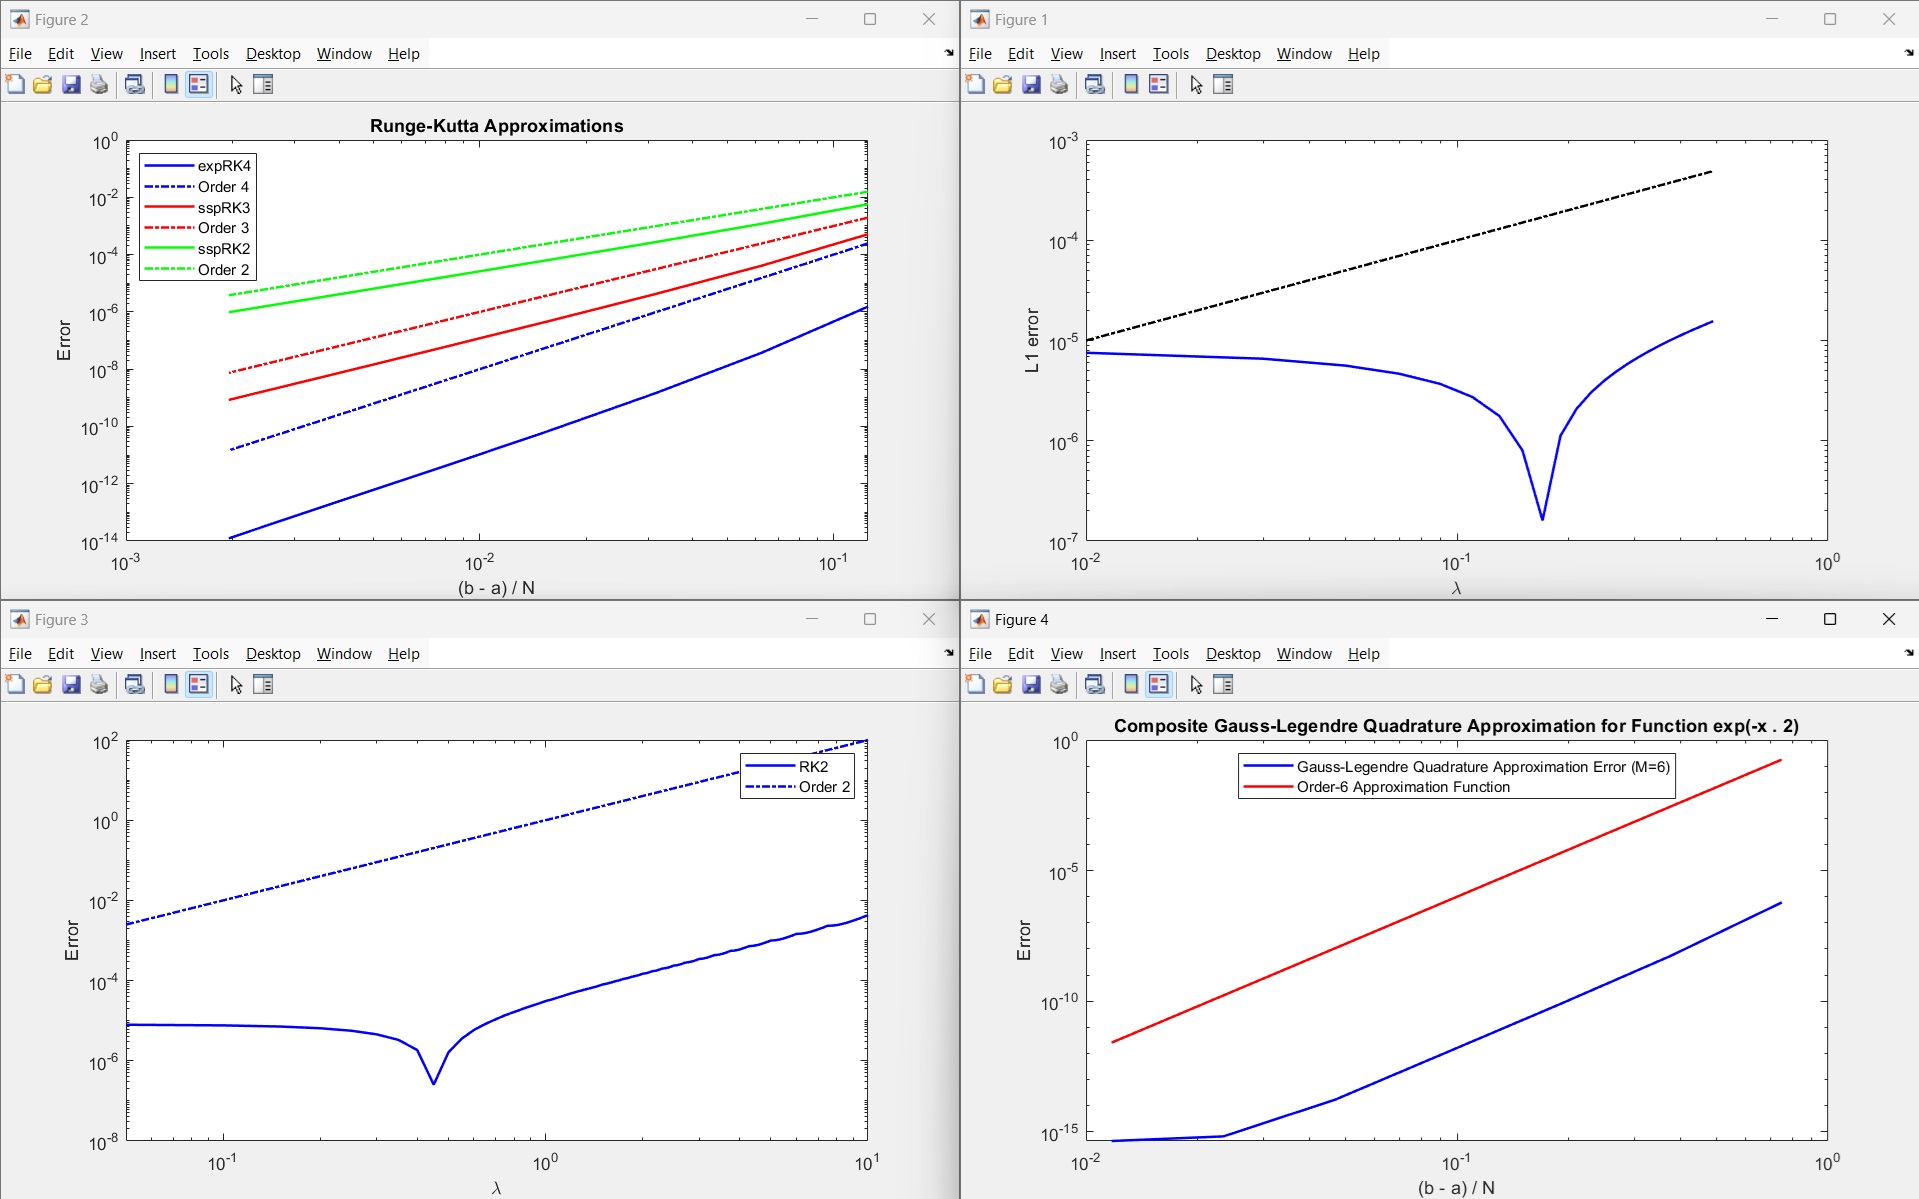 Figure 2
File Edit View Insert Tools Desktop Window Help
Runge-Kutta Approximations
10^0
10^-2
10^-4
10^-6
10^-8
10^-10
10^-12
10^-14
Error
expRK4
Order 4
sspRK3
Order 3
sspRK2
Order 2
10^-3 10^-2 10^-1
(b - a) / N
Figure 1
File Edit View Insert Tools Desktop Window Help
10^-3
10^-4
10^-5
10^-6
10^-7
L1 error
10^-2 10^-1 10^0
λ
Figure 3
File Edit View Insert Tools Desktop Window Help
10^2
10^0
10^-2
10^-4
10^-6
10^-8
Error
RK2
Order 2
10^-1 10^0 10^1
λ
Figure 4
File Edit View Insert Tools Desktop Window Help
Composite Gauss-Legendre Quadrature Approximation for Function exp(-x . 2)
10^0
10^-5
10^-10
10^-15
Error
Gauss-Legendre Quadrature Approximation Error (M=6)
Order-6 Approximation Function
10^-2 10^-1 10^0
(b - a) / N